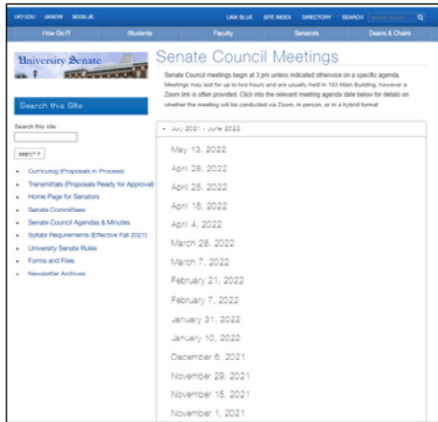 UKY.EDU UKNOW SEEBLUE
LINK BLUE SITE INDEX DIRECTORY SEARCH
How Do I? Students Faculty Senators Deans & Chairs
University Senate
Search this Site
Search this site
search »
Curriculog (Proposals in Process)
Transmittals (Proposals Ready for Approval)
Home Page for Senators
Senate Committees
Senate Council Agendas & Minutes
Syllabi Requirements (Effective Fall 2021)
University Senate Rules
Forms and Files
Newsletter Archives
Senate Council Meetings
Senate Council meetings begin at 3 pm unless indicated otherwise on a specific agenda.
Meetings may last for up to two hours and are usually held in 103 Main Building, however a
Zoom link is often provided. Click into the relevant meeting agenda date below for details on
whether the meeting will be conducted via Zoom, in person, or in a hybrid format.
July 2021 - June 2022
May 13, 2022
April 25, 2022
April 18, 2022
April 4, 2022
March 28, 2022
March 7, 2022
February 21, 2022
February 7, 2022
January 31, 2022
January 10, 2022
December 6, 2021
November 29, 2021
November 15, 2021
November 1, 2021